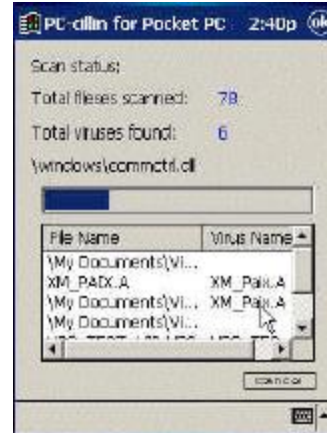 PC-cillin for Pocket PC 2:40p ok
Scan status:
Total fileses scanned: 78
Total viruses found: 6
\windows\commctrl.dll
File Name Virus Name
\My Documents\Vi...
XM_PAIX.A XM_Paix.A
\My Documents\Vi... XM_Paix.A
\My Documents\Vi...